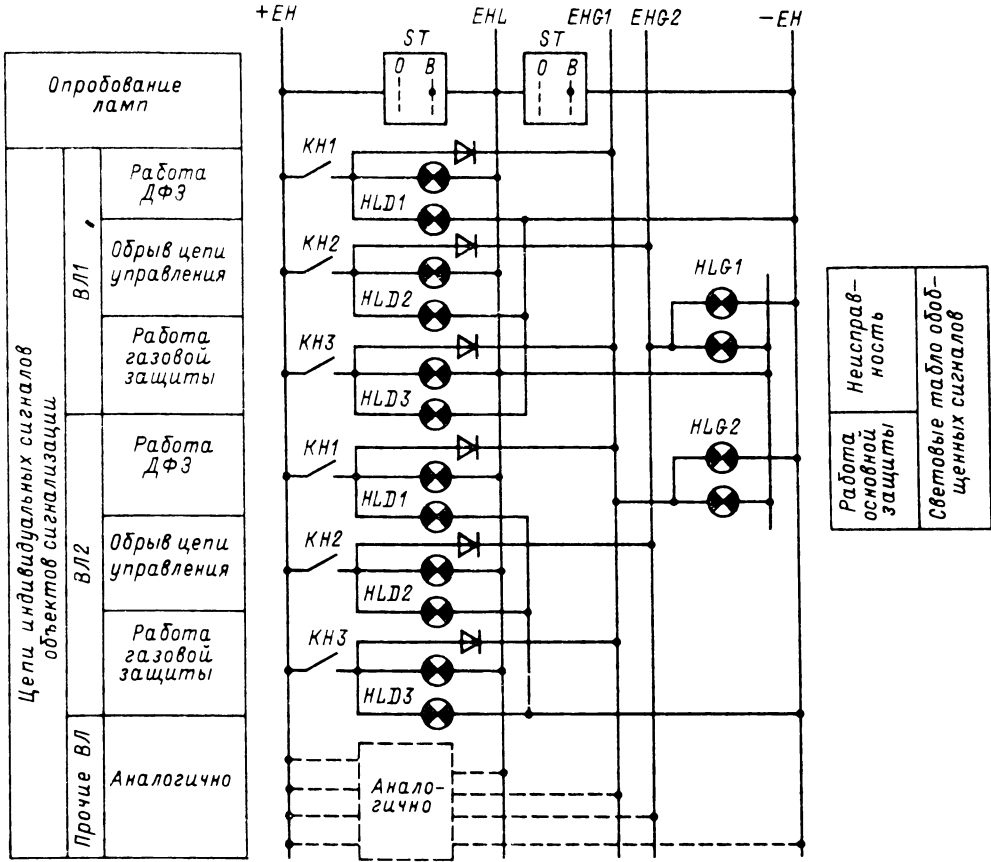 +EH
EHL
EHG1
EHG2
−EH
ST
ST
О В
О В
Опробование
ламп
Цепи индивидуальных сигналов
объектов сигнализации
ВЛ1
Работа
ДФЗ
KH1
HLD1
Обрыв цепи
управления
KH2
HLD2
Работа
газовой
защиты
KH3
HLD3
ВЛ2
Работа
ДФЗ
KH1
HLD1
Обрыв цепи
управления
KH2
HLD2
Работа
газовой
защиты
KH3
HLD3
Прочие ВЛ
Аналогично
Анало-
гично
HLG1
HLG2
Неисправ-
ность
Работа
основной
защиты
Световые табло обоб-
щенных сигналов